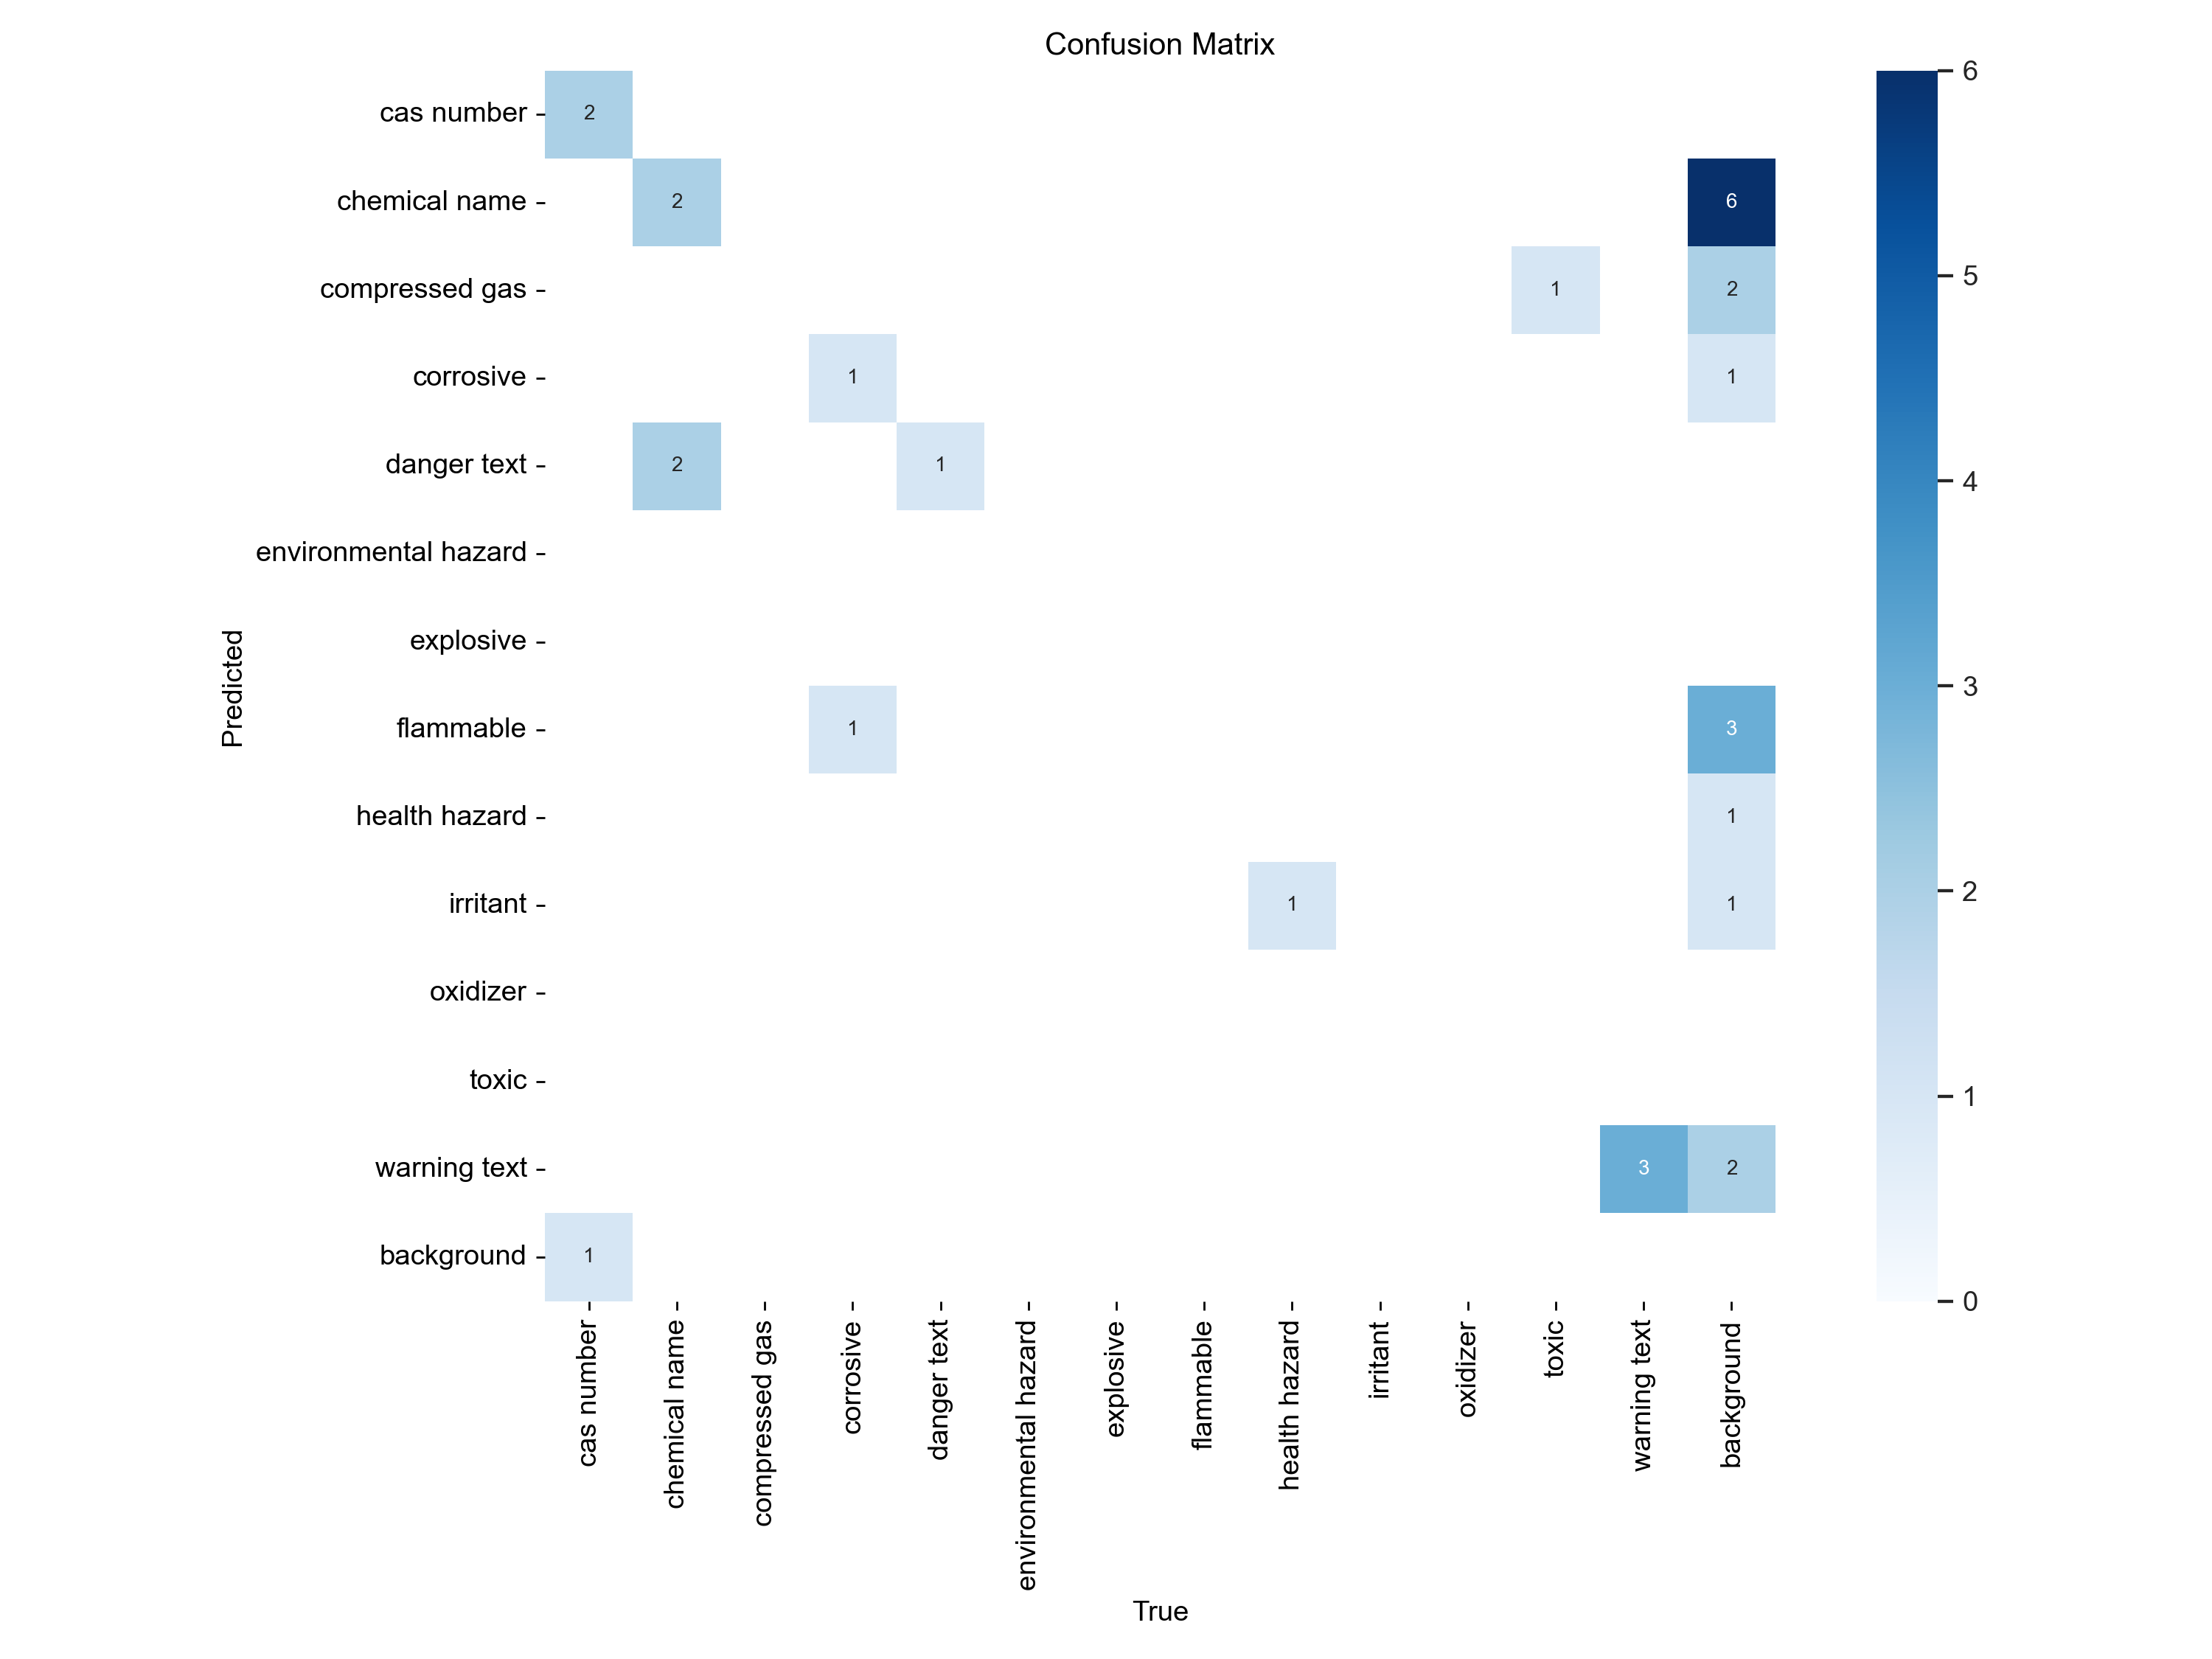 Confusion Matrix
cas number
2
chemical name
2
6
compressed gas
1
2
corrosive
1
1
danger text
2
1
environmental hazard
explosive
flammable
1
3
health hazard
1
irritant
1
1
oxidizer
toxic
warning text
3
2
background
1
Predicted
cas number
chemical name
compressed gas
corrosive
danger text
environmental hazard
explosive
flammable
health hazard
irritant
oxidizer
toxic
warning text
background
True
6
5
4
3
2
1
0